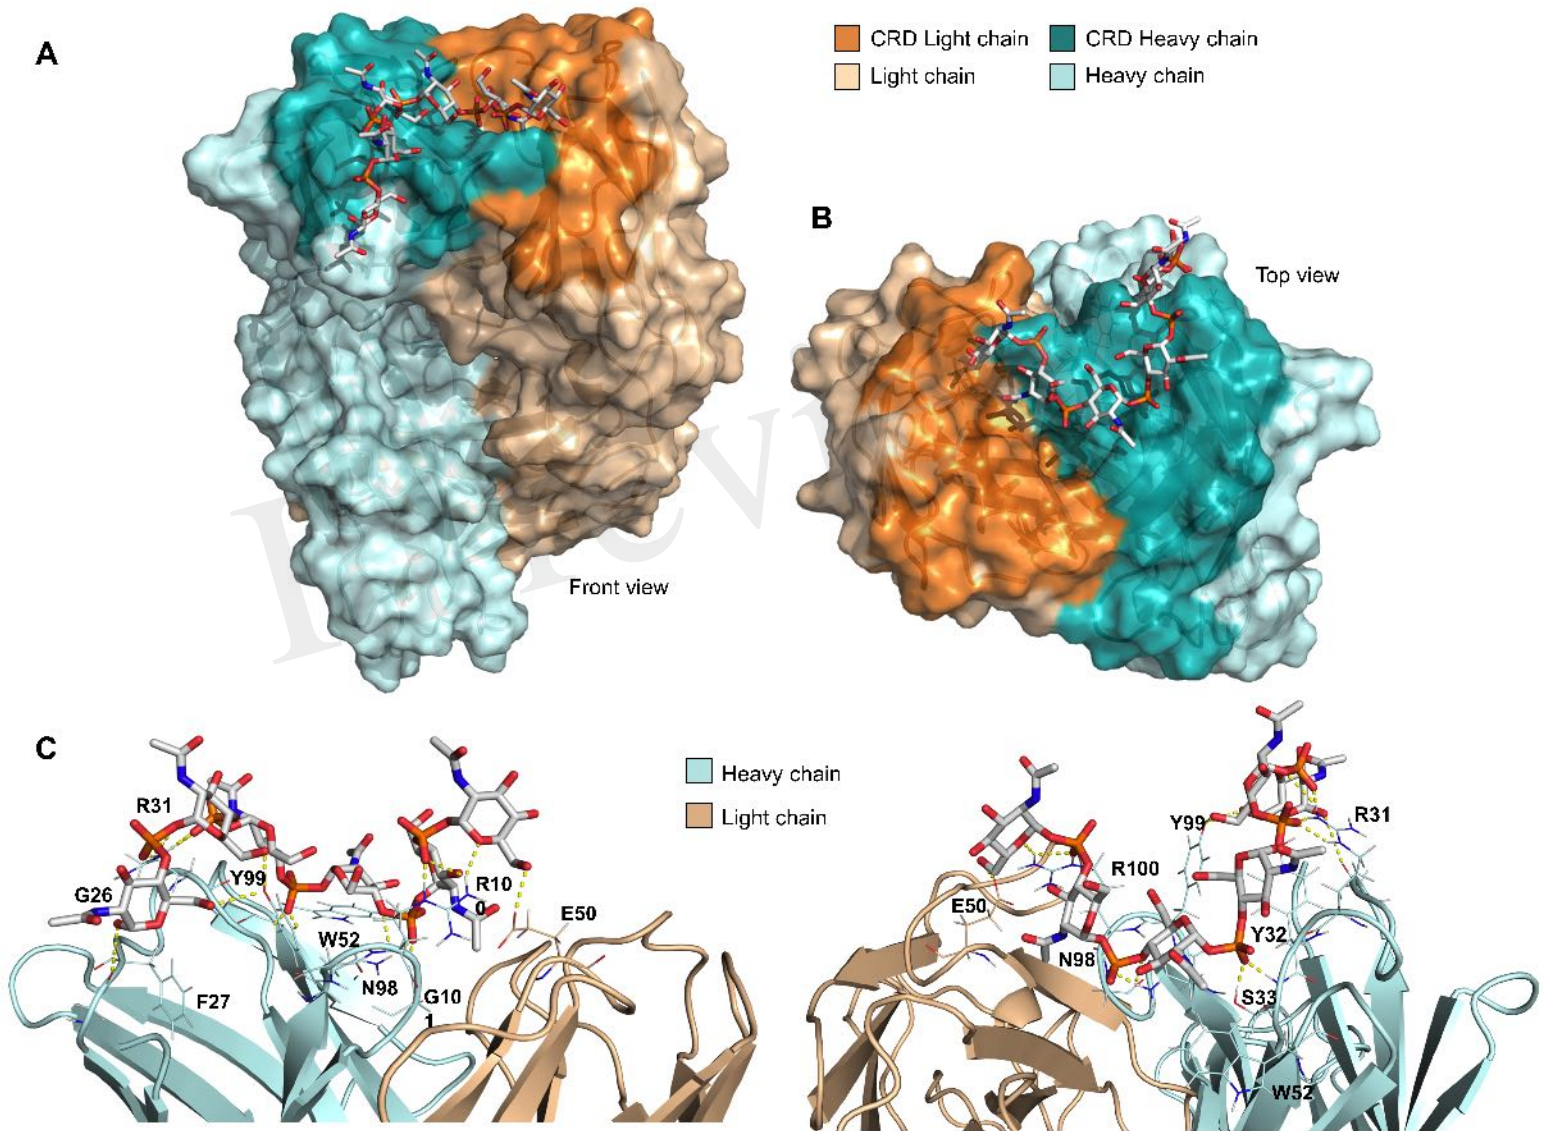 A
CRD Light chain
CRD Heavy chain
Light chain
Heavy chain
B
Top view
Front view
C
Heavy chain
Light chain
R31
G26
Y99
R10
0
W52
E50
N98
G10
1
F27
Y99
R31
R100
E50
Y32
N98
S33
W52